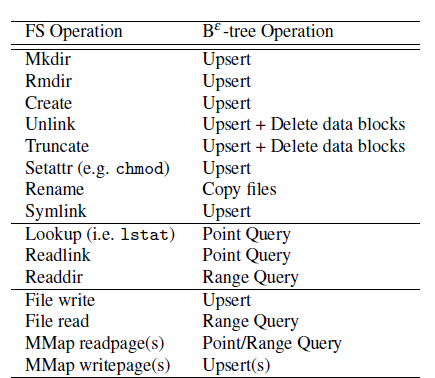 FS Operation B^ε-tree Operation
Mkdir Upsert
Rmdir Upsert
Create Upsert
Unlink Upsert + Delete data blocks
Truncate Upsert + Delete data blocks
Setattr (e.g. chmod) Upsert
Rename Copy files
Symlink Upsert
Lookup (i.e. lstat) Point Query
Readlink Point Query
Readdir Range Query
File write Upsert
File read Range Query
MMap readpage(s) Point/Range Query
MMap writepage(s) Upsert(s)